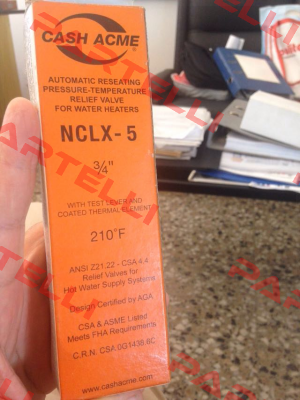 CASH ACME
AUTOMATIC RESEATING
PRESSURE-TEMPERATURE
RELIEF VALVE
FOR WATER HEATERS
NCLX-5
3/4"
WITH TEST LEVER AND
COATED THERMAL ELEMENT
210°F
ANSI Z21.22 - CSA 4.4
Relief Valves for
Hot Water Supply Systems
Design Certified by AGA
CSA & ASME Listed
Meets FHA Requirements
C.R.N. CSA.0G1438.9C
www.cashacme.com
PARTELLI
PARTELLI
PARTELLI